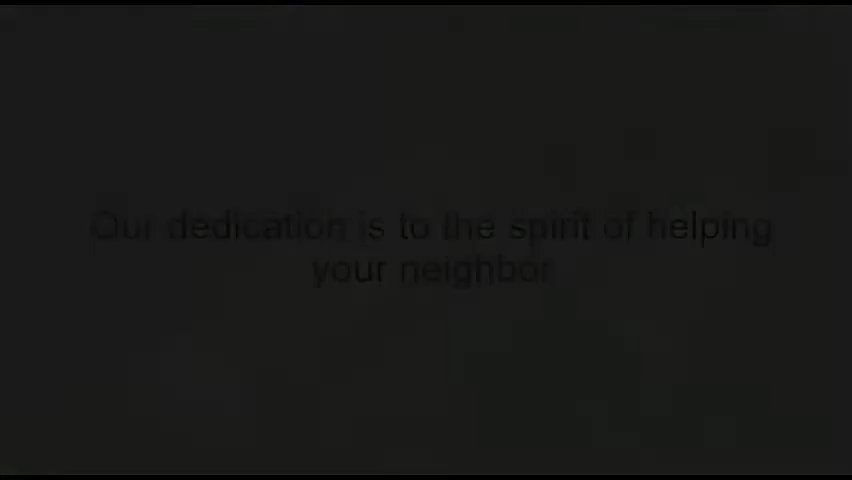 Our dedication is to the spirit of helping
your neighbor